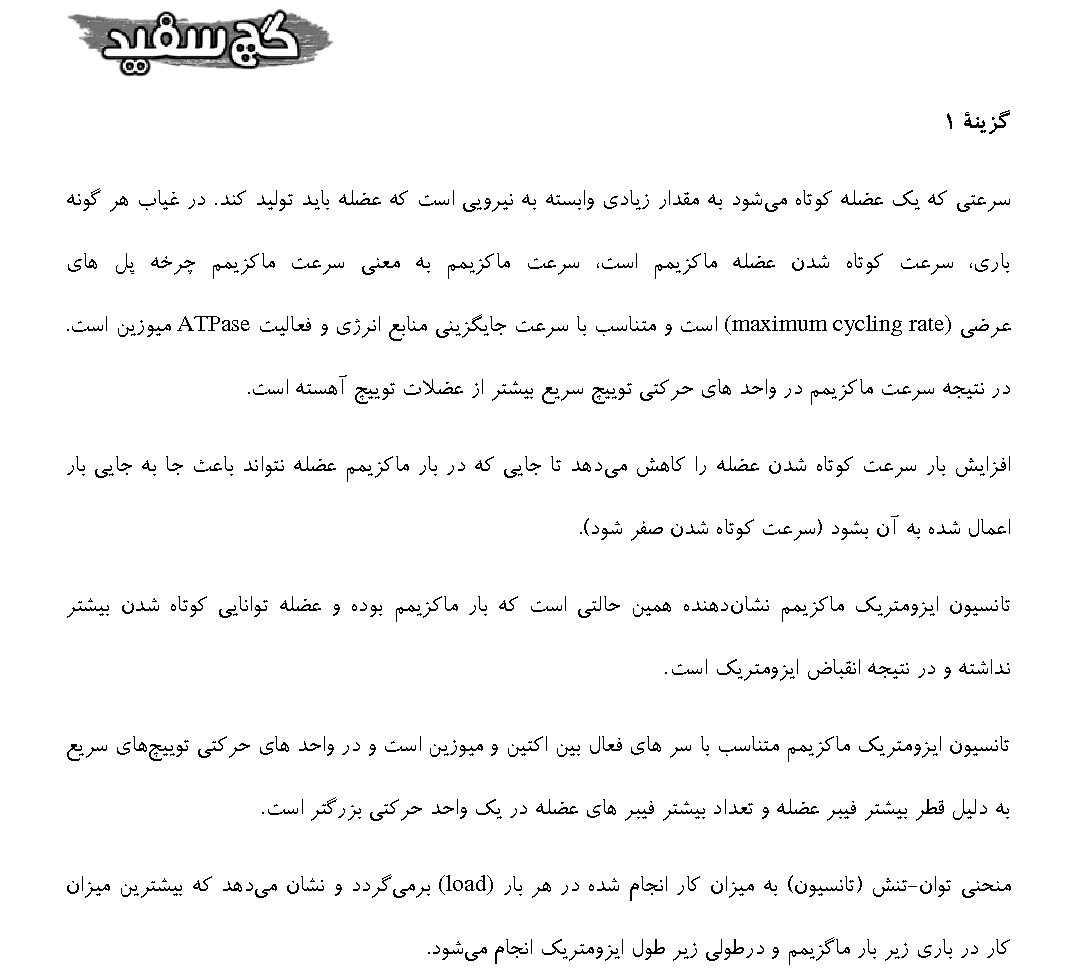 گچ سفید
گزینهٔ ۱
سرعتی که یک عضله کوتاه می‌شود به مقدار زیادی وابسته به نیرویی است که عضله باید تولید کند. در غیاب هر گونه
باری، سرعت کوتاه شدن عضله ماکزیمم است، سرعت ماکزیمم به معنی سرعت ماکزیمم چرخه پل های
عرضی (maximum cycling rate) است و متناسب با سرعت جایگزینی منابع انرژی و فعالیت ATPase میوزین است.
در نتیجه سرعت ماکزیمم در واحد های حرکتی توییچ سریع بیشتر از عضلات توییچ آهسته است.
افزایش بار سرعت کوتاه شدن عضله را کاهش می‌دهد تا جایی که در بار ماکزیمم عضله نتواند باعث جا به جایی بار
اعمال شده به آن بشود (سرعت کوتاه شدن صفر شود).
تانسیون ایزومتریک ماکزیمم نشان‌دهنده همین حالتی است که بار ماکزیمم بوده و عضله توانایی کوتاه شدن بیشتر
نداشته و در نتیجه انقباض ایزومتریک است.
تانسیون ایزومتریک ماکزیمم متناسب با سر های فعال بین اکتین و میوزین است و در واحد های حرکتی توییچ‌های سریع
به دلیل قطر بیشتر فیبر عضله و تعداد بیشتر فیبر های عضله در یک واحد حرکتی بزرگتر است.
منحنی توان-تنش (تانسیون) به میزان کار انجام شده در هر بار (load) برمی‌گردد و نشان می‌دهد که بیشترین میزان
کار در باری زیر بار ماگزیمم و درطولی زیر طول ایزومتریک انجام می‌شود.